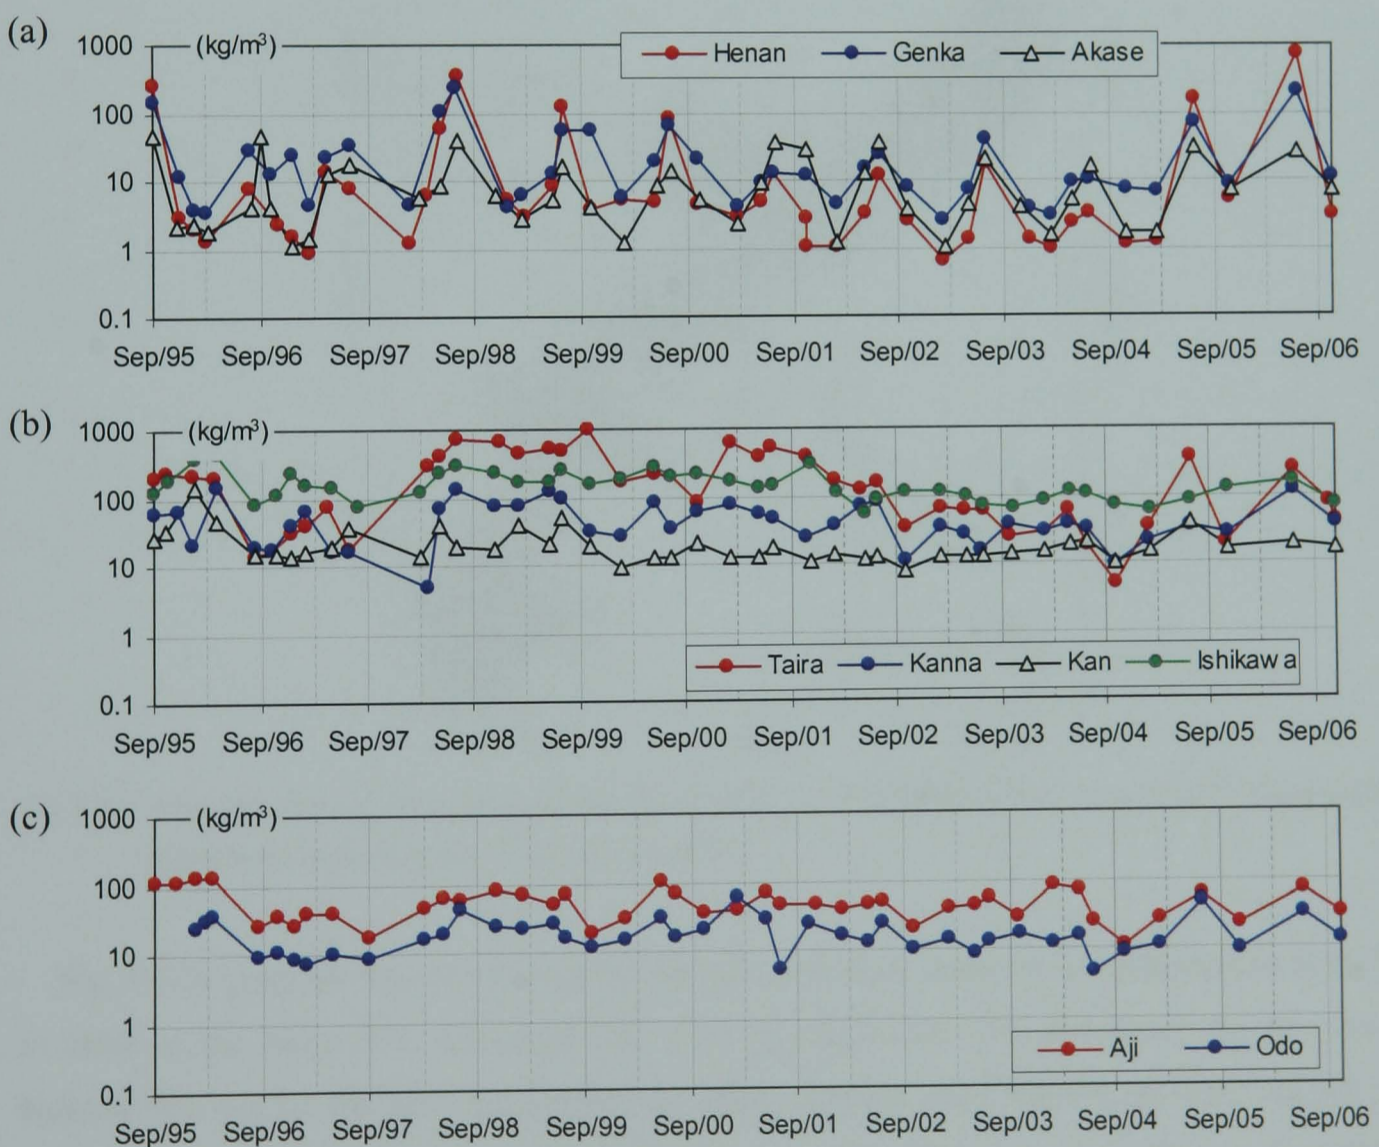 (a)
(kg/m³)
Henan Genka Akase
1000
100
10
1
0.1
Sep/95 Sep/96 Sep/97 Sep/98 Sep/99 Sep/00 Sep/01 Sep/02 Sep/03 Sep/04 Sep/05 Sep/06
(b)
(kg/m³)
1000
100
10
1
0.1
Taira Kanna Kan Ishikawa
Sep/95 Sep/96 Sep/97 Sep/98 Sep/99 Sep/00 Sep/01 Sep/02 Sep/03 Sep/04 Sep/05 Sep/06
(c)
(kg/m³)
1000
100
10
1
0.1
Aji Odo
Sep/95 Sep/96 Sep/97 Sep/98 Sep/99 Sep/00 Sep/01 Sep/02 Sep/03 Sep/04 Sep/05 Sep/06